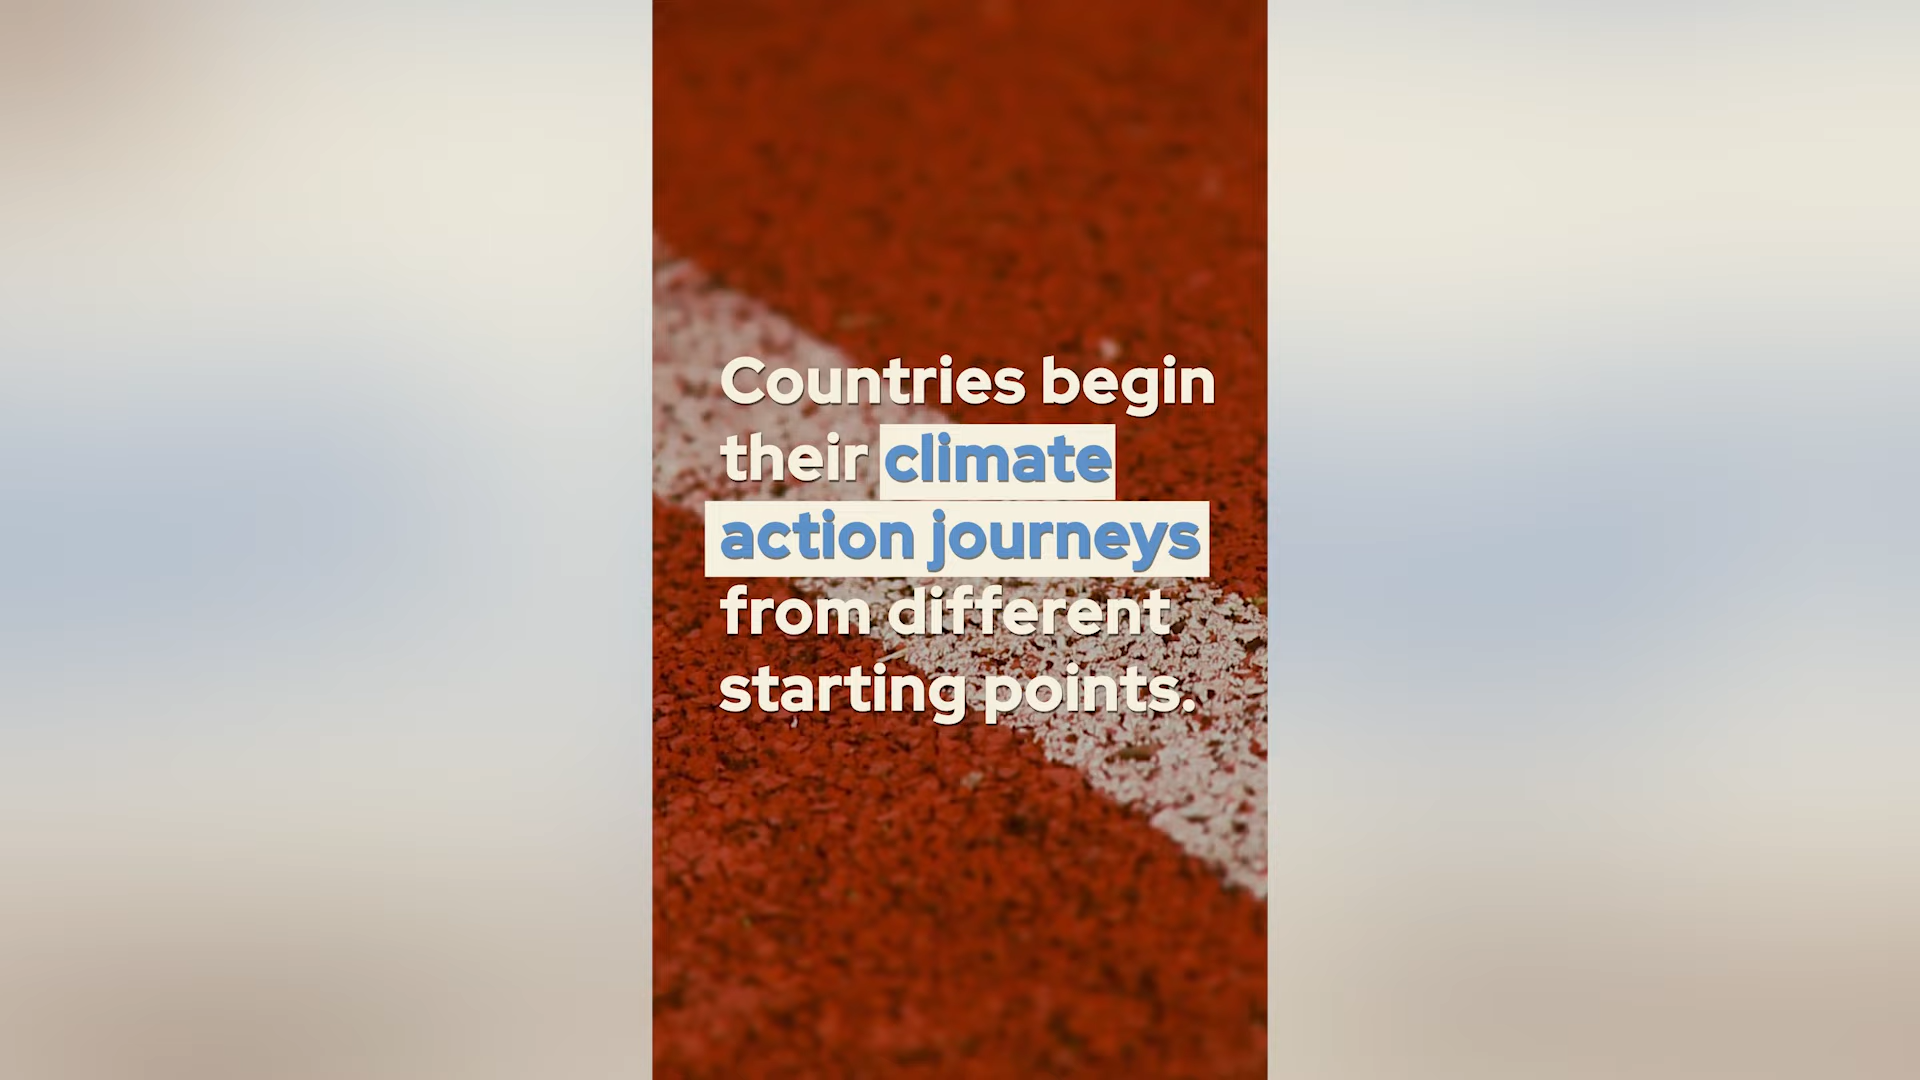 Countries begin
their climate
action journeys
from different
starting points.